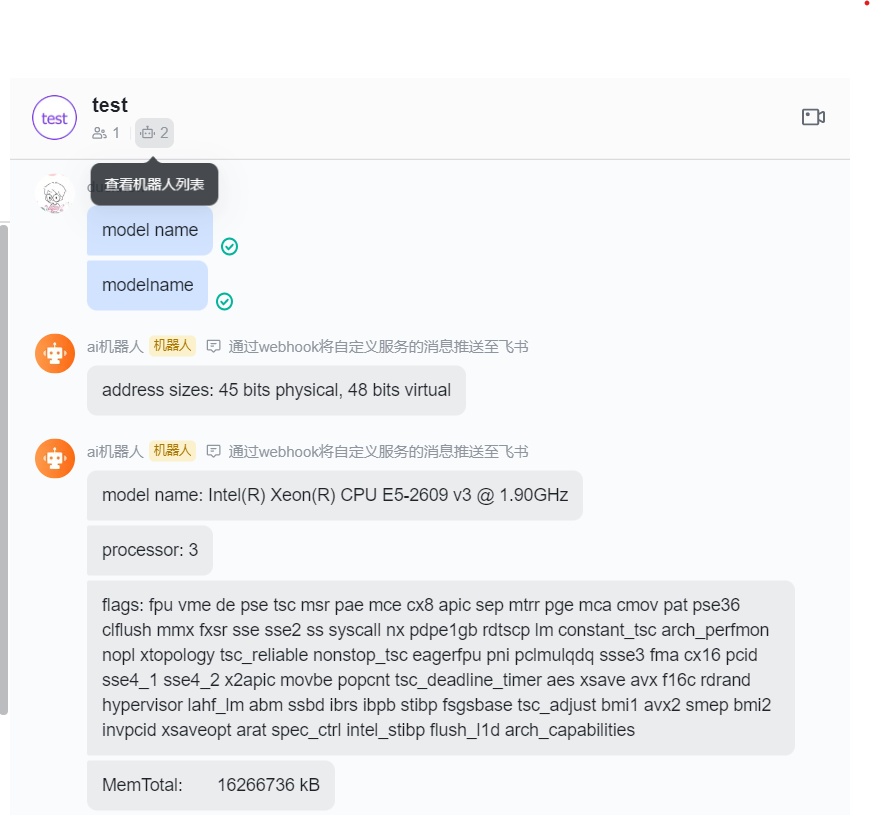 test
test
1
2
查看机器人列表
model name
modelname
ai机器人 机器人 通过webhook将自定义服务的消息推送至飞书
address sizes: 45 bits physical, 48 bits virtual
ai机器人 机器人 通过webhook将自定义服务的消息推送至飞书
model name: Intel(R) Xeon(R) CPU E5-2609 v3 @ 1.90GHz
processor: 3
flags: fpu vme de pse tsc msr pae mce cx8 apic sep mtrr pge mca cmov pat pse36
clflush mmx fxsr sse sse2 ss syscall nx pdpe1gb rdtscp lm constant_tsc arch_perfmon
nopl xtopology tsc_reliable nonstop_tsc eagerfpu pni pclmulqdq ssse3 fma cx16 pcid
sse4_1 sse4_2 x2apic movbe popcnt tsc_deadline_timer aes xsave avx f16c rdrand
hypervisor lahf_lm abm ssbd ibrs ibpb stibp fsgsbase tsc_adjust bmi1 avx2 smep bmi2
invpcid xsaveopt arat spec_ctrl intel_stibp flush_l1d arch_capabilities
MemTotal: 16266736 kB